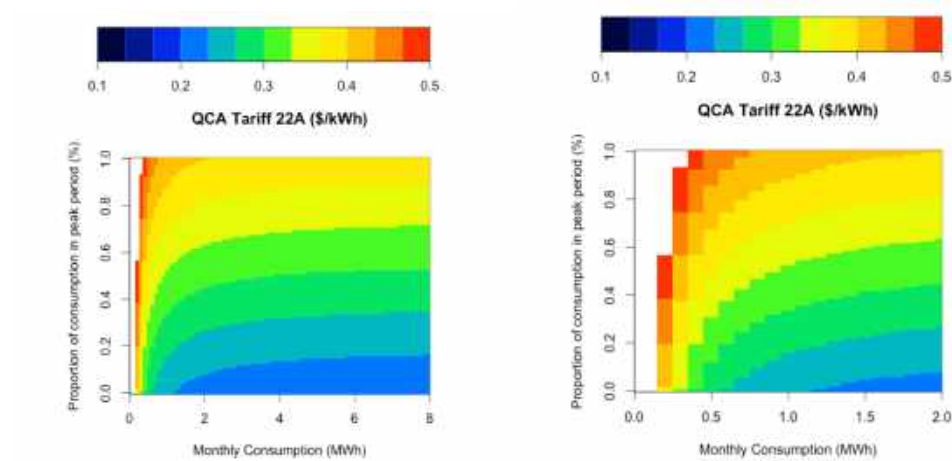 0.1 0.2 0.3 0.4 0.5
QCA Tariff 22A ($/kWh)
Proportion of consumption in peak period (%)
1.0
0.8
0.6
0.4
0.2
0.0
0 2 4 6 8
Monthly Consumption (MWh)
0.1 0.2 0.3 0.4 0.5
QCA Tariff 22A ($/kWh)
Proportion of consumption in peak period (%)
1.0
0.8
0.6
0.4
0.2
0.0
0.0 0.5 1.0 1.5 2.0
Monthly Consumption (MWh)